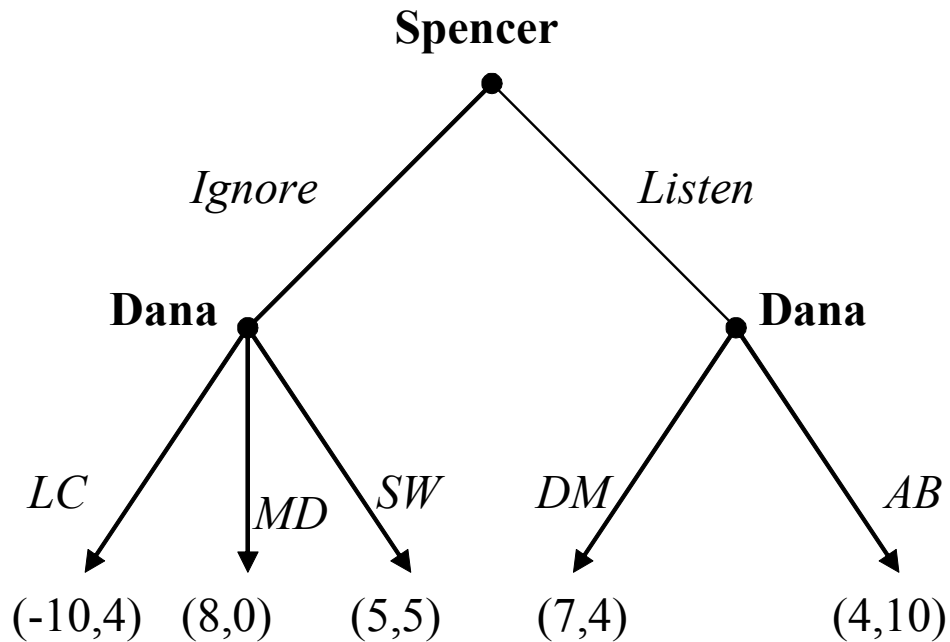 Spencer
Ignore Listen
Dana Dana
LC MD SW DM AB
(-10,4) (8,0) (5,5) (7,4) (4,10)